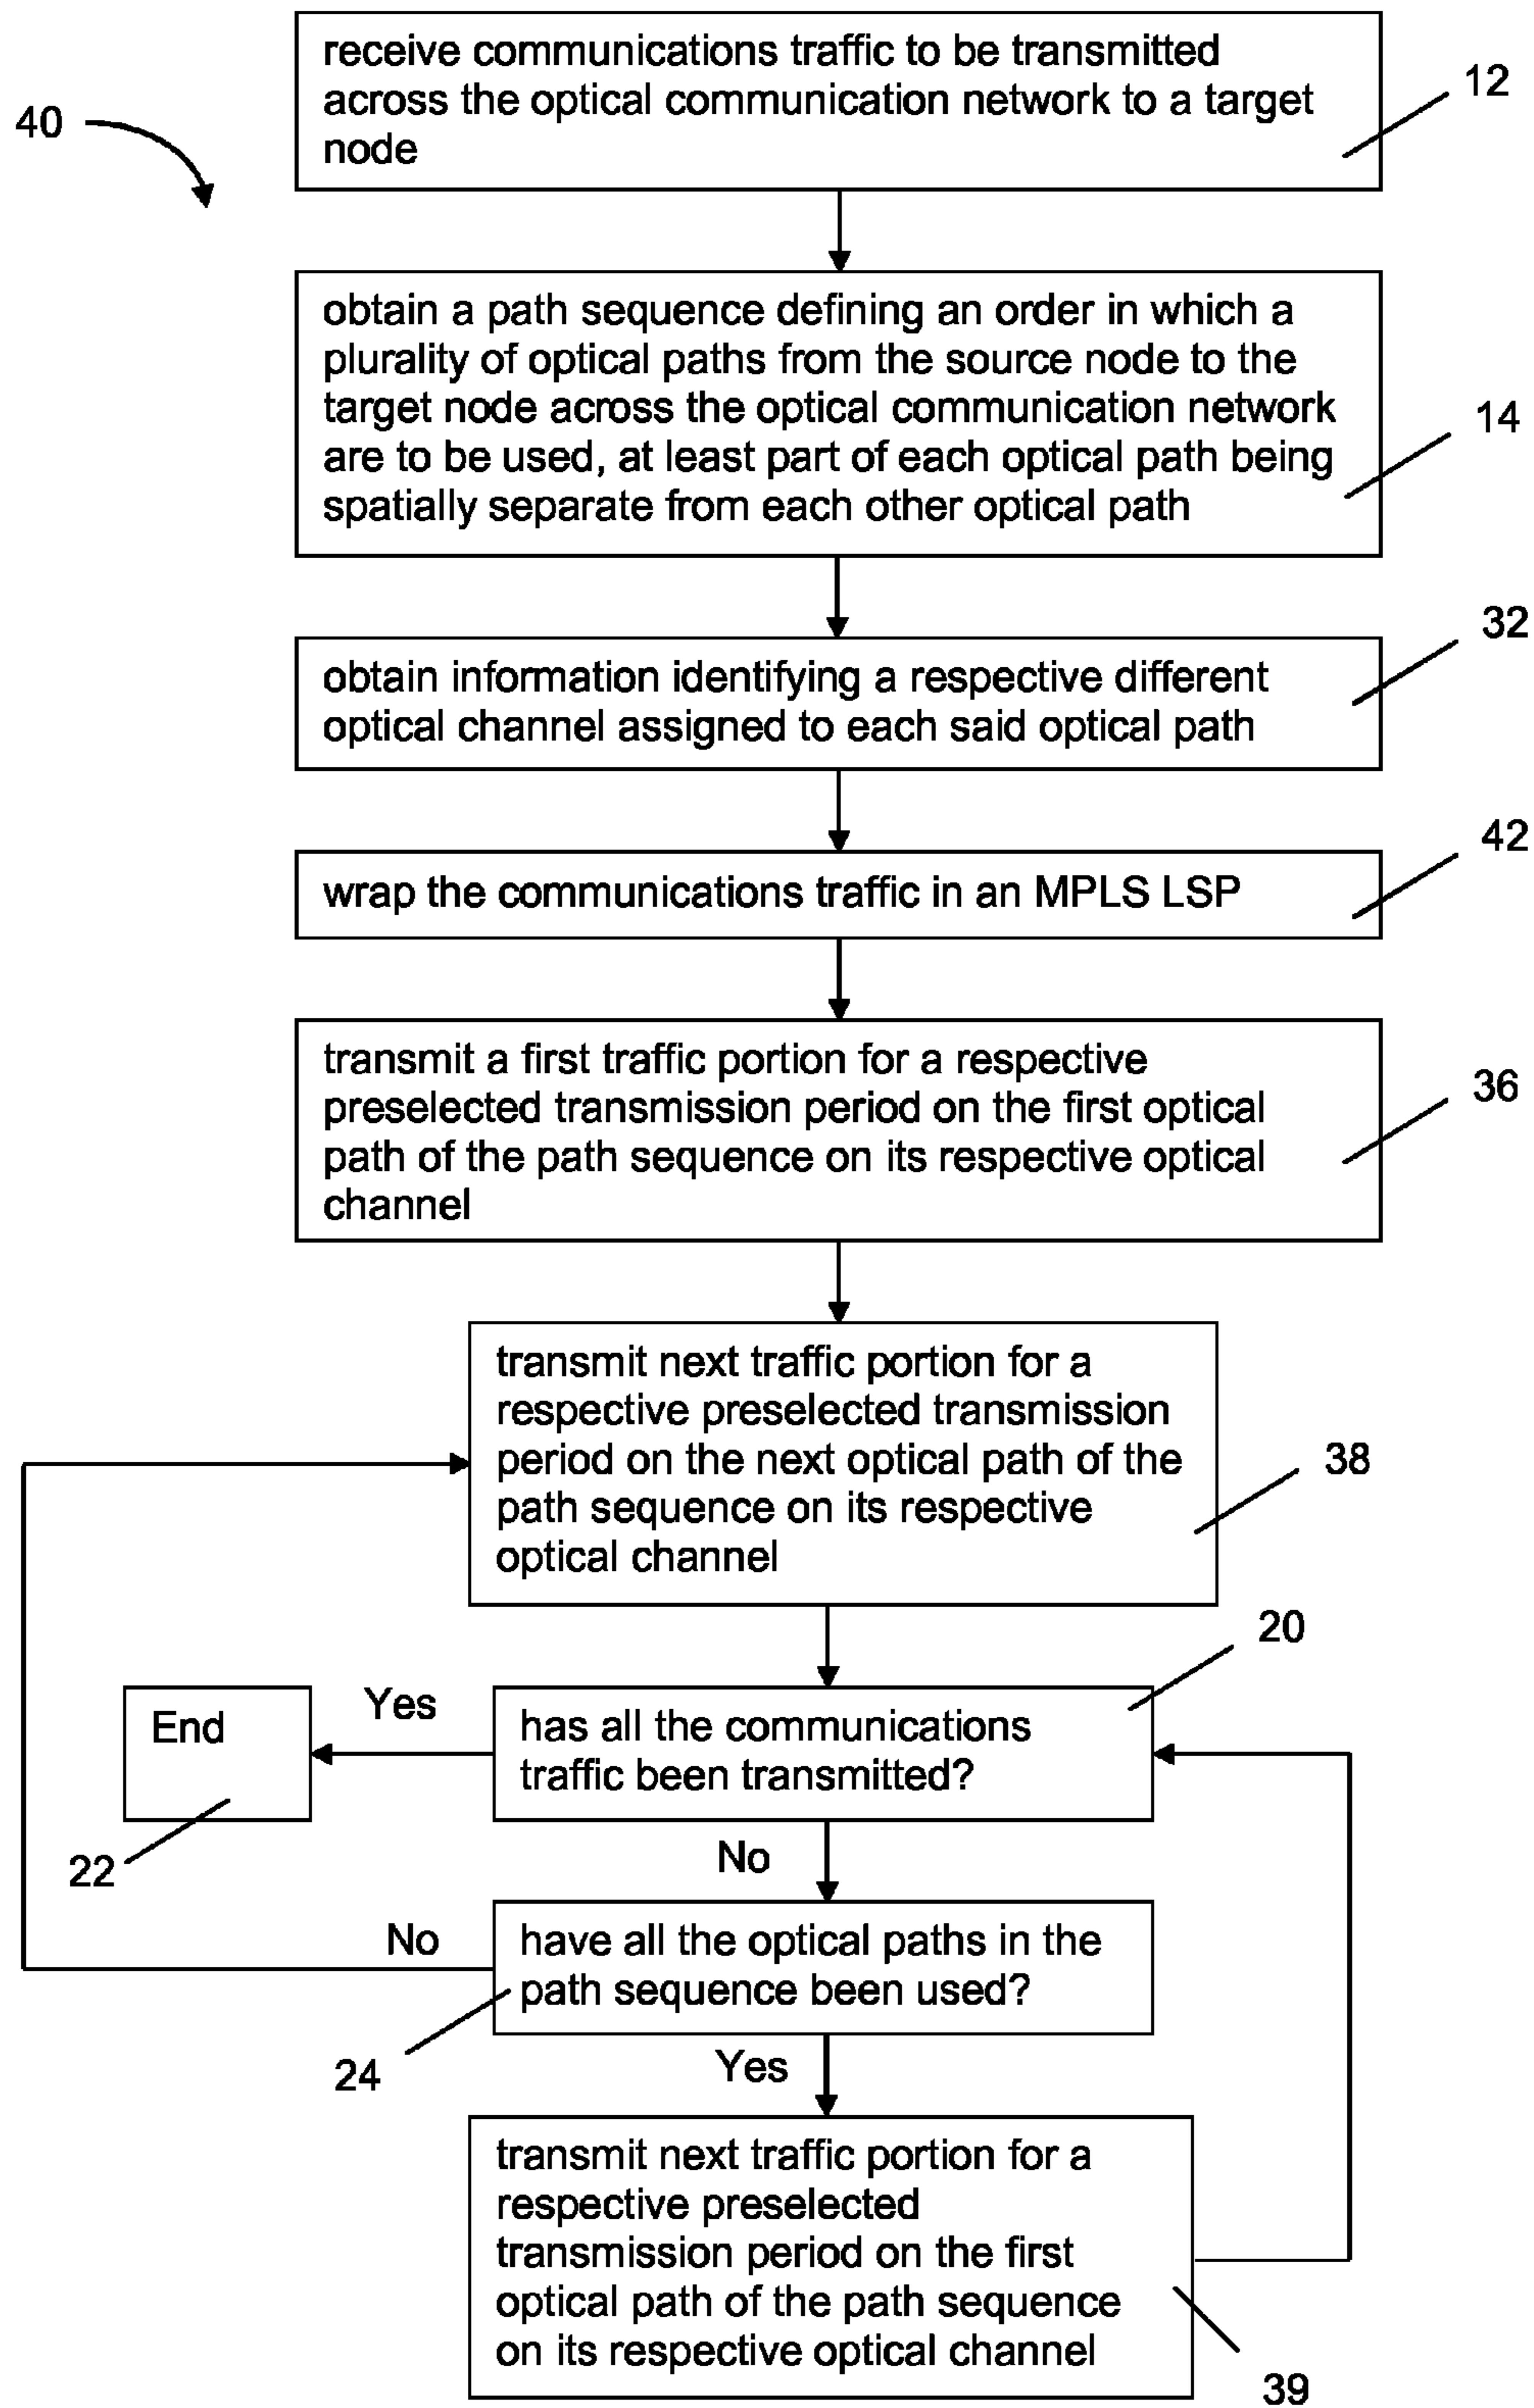 receive communications traffic to be transmitted
across the optical communication network to a target
node
12
40
obtain a path sequence defining an order in which a
plurality of optical paths from the source node to the
target node across the optical communication network
are to be used, at least part of each optical path being
spatially separate from each other optical path
14
obtain information identifying a respective different
optical channel assigned to each said optical path
32
wrap the communications traffic in an MPLS LSP
42
transmit a first traffic portion for a respective
preselected transmission period on the first optical
path of the path sequence on its respective optical
channel
36
transmit next traffic portion for a
respective preselected transmission
period on the next optical path of the
path sequence on its respective
optical channel
38
20
End
Yes
has all the communications
traffic been transmitted?
22
No
No
have all the optical paths in the
path sequence been used?
24
Yes
transmit next traffic portion for a
respective preselected
transmission period on the first
optical path of the path sequence
on its respective optical channel
39